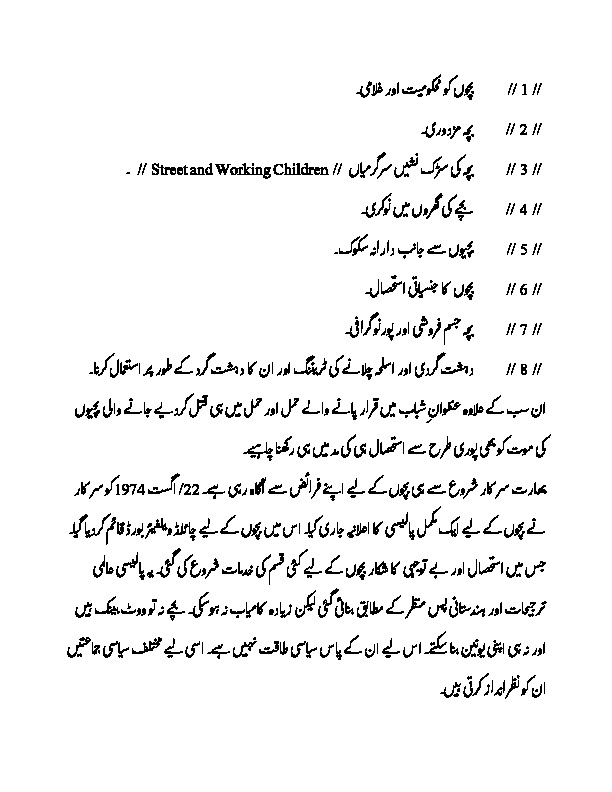 // 1 // بچوں کو محکومیت اور غلامی۔
// 2 // بچہ مزدوری۔
// 3 // بچہ کی سڑک نشیں سرگرمیاں // Street and Working Children // ۔
// 4 // بچے کی گھروں میں نوکری۔
// 5 // بچیوں سے جانب دارانہ سکوک۔
// 6 // بچوں کا جنسیاتی استحصال۔
// 7 // بچہ جسم فروشی اور پورنوگرافی۔
// 8 // دہشت گردی اور اسلحہ چلانے کی ٹریننگ اور ان کا دہشت گرد کے طور پر استعمال کرنا۔
ان سب کے علاوہ عنفوانِ شباب میں قرار پانے والے حمل اور حمل میں ہی قتل کردیے جانے والی بچیوں
کی موت کو بھی پوری طرح سے استحصال ہی کی مد میں ہی رکھنا چاہیے۔
بھارت سرکار شروع سے ہی بچوں کے لیے اپنے فرائض سے آگاہ رہی ہے۔ 22/اگست 1974 کو سرکار
نے بچوں کے لیے ایک مکمل پالیسی کا اعلانیہ جاری کیا۔ اس میں بچوں کے لیے چائلڈ ویلفیئر بورڈ قائم کردیا گیا۔
جس میں استحصال اور بے توجہی کا شکار بچوں کے لیے کئی قسم کی خدمات شروع کی گئی۔ یہ پالیسی عالمی
ترجیحات اور ہندستانی پس منظر کے مطابق بنائی گئی لیکن زیادہ کامیاب نہ ہوسکی۔ بچے نہ تو ووٹ بینک ہیں
اور نہ ہی اپنی یونین بنا سکتے۔ اس لیے ان کے پاس سیاسی طاقت نہیں ہے۔ اسی لیے مختلف سیاسی جماعتیں
ان کو نظرانداز کرتی ہیں۔